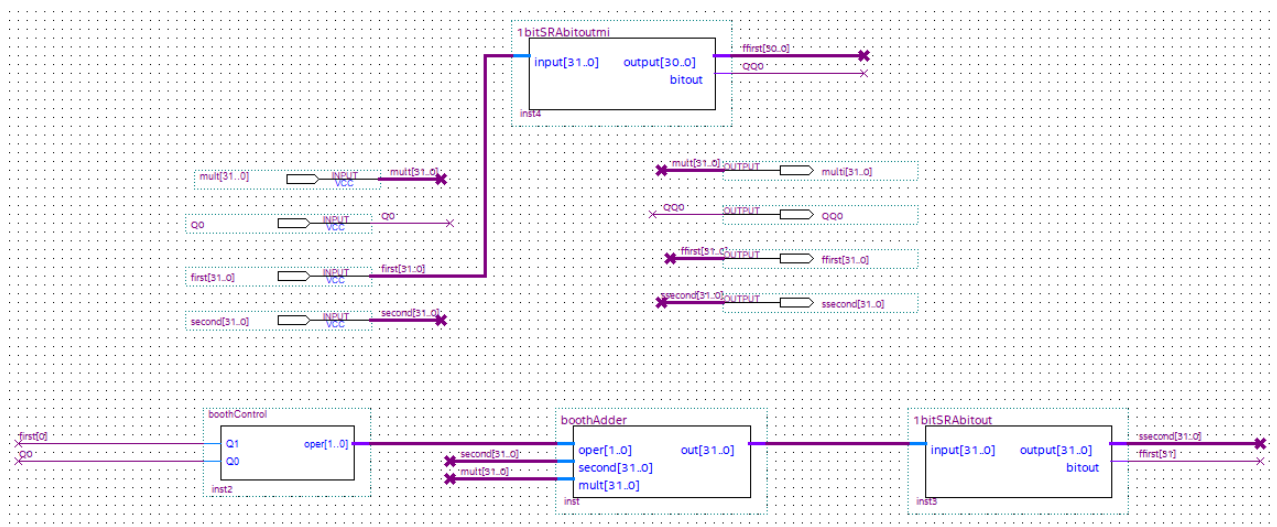 1bitSRAbitoutmi
input[31..0] output[30..0]
bitout
ffirst[30..0]
QQ0
inst4
mult[31..0] INPUT VCC mult[31..0]
Q0 INPUT VCC Q0
first[31..0] INPUT VCC first[31..0]
second[31..0] INPUT VCC second[31..0]
mult[31..0] OUTPUT multi[31..0]
QQ0 OUTPUT QQ0
ffirst[31..0] OUTPUT ffirst[31..0]
ssecond[31..0] OUTPUT ssecond[31..0]
boothControl
first[0]
Q0
Q1 oper[1..0]
Q0
inst2
boothAdder
second[31..0]
mult[31..0]
oper[1..0] out[31..0]
second[31..0]
mult[31..0]
inst
1bitSRAbitout
input[31..0] output[31..0]
bitout
ssecond[31..0]
ffirst[31]
inst3